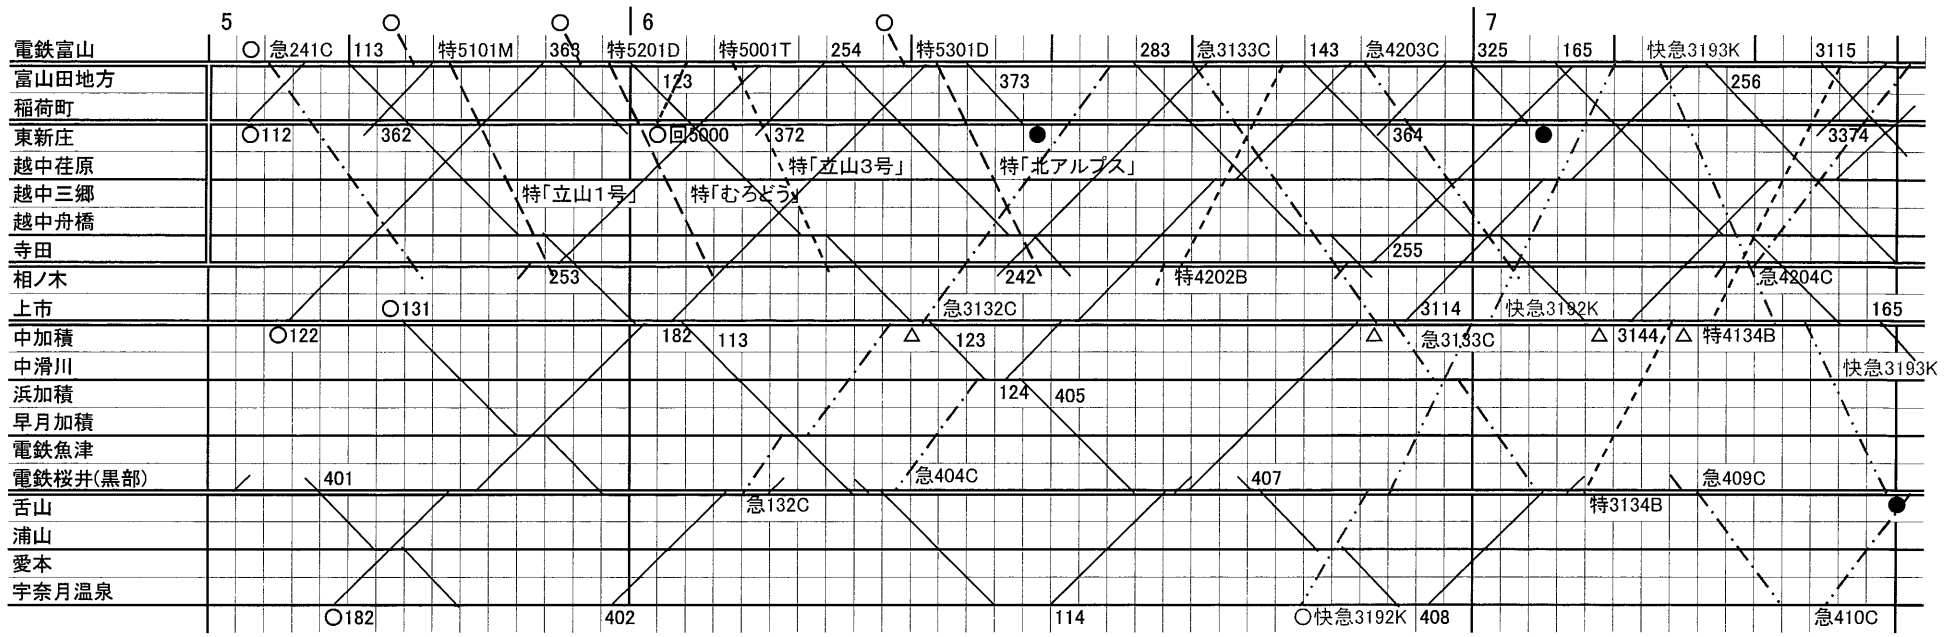 5 6 7
電鉄富山 急241C 113 特5101M 363 特5201D 特5001T 254 特5301D 283 急3133C 143 急4203C 325 165 快急3193K 3115
富山田地方 123 373 256
稲荷町
東新庄 112 362 回5000 372 364 3374
越中荏原 特「立山3号」 特「北アルプス」
越中三郷 特「立山1号」 特「むろどう」
越中舟橋
寺田 255
相ノ木 253 242 特4202B 急4204C
上市 131 急3132C 3114 快急3192K 165
中加積 122 182 113 123 急3133C 3144 特4134B
中滑川 快急3193K
浜加積 124 405
早月加積
電鉄魚津
電鉄桜井(黒部) 401 急404C 407 急409C
舌山 急132C 特3134B
浦山
愛本
宇奈月温泉
182 402 114 快急3192K 408 急410C